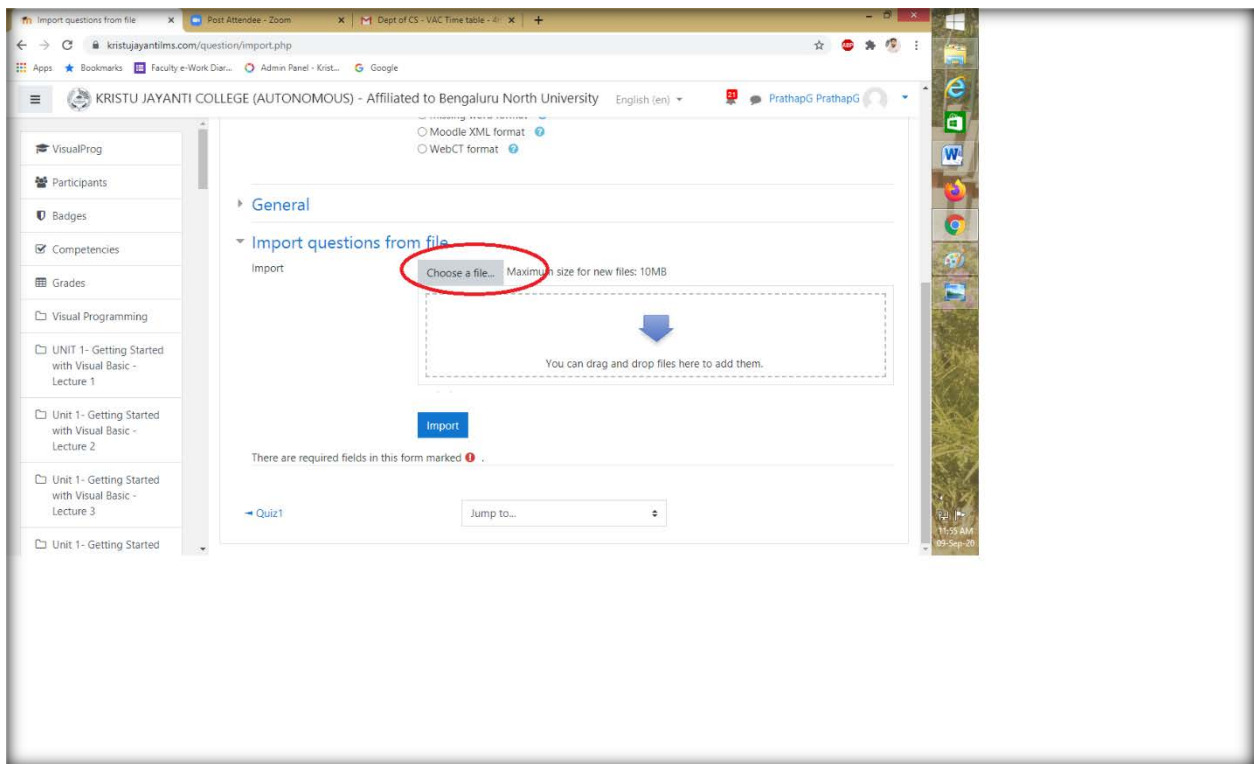 Import questions from file
Post Attendee - Zoom
Dept of CS - VAC Time table - 4
kristujayantilms.com/question/import.php
ABP
Apps
Bookmarks
Faculty e-Work Diar...
Admin Panel - Krist...
Google
KRISTU JAYANTI COLLEGE (AUTONOMOUS) - Affiliated to Bengaluru North University
English (en)
21
PrathapG PrathapG
VisualProg
Participants
Badges
Competencies
Grades
Visual Programming
UNIT 1- Getting Started
with Visual Basic -
Lecture 1
Unit 1- Getting Started
with Visual Basic -
Lecture 2
Unit 1- Getting Started
with Visual Basic -
Lecture 3
Unit 1- Getting Started
Missing word format
Moodle XML format
WebCT format
General
Import questions from file
Import
Choose a file...
Maximum size for new files: 10MB
You can drag and drop files here to add them.
Import
There are required fields in this form marked .
Quiz1
Jump to...
11:55 AM
09-Sep-20